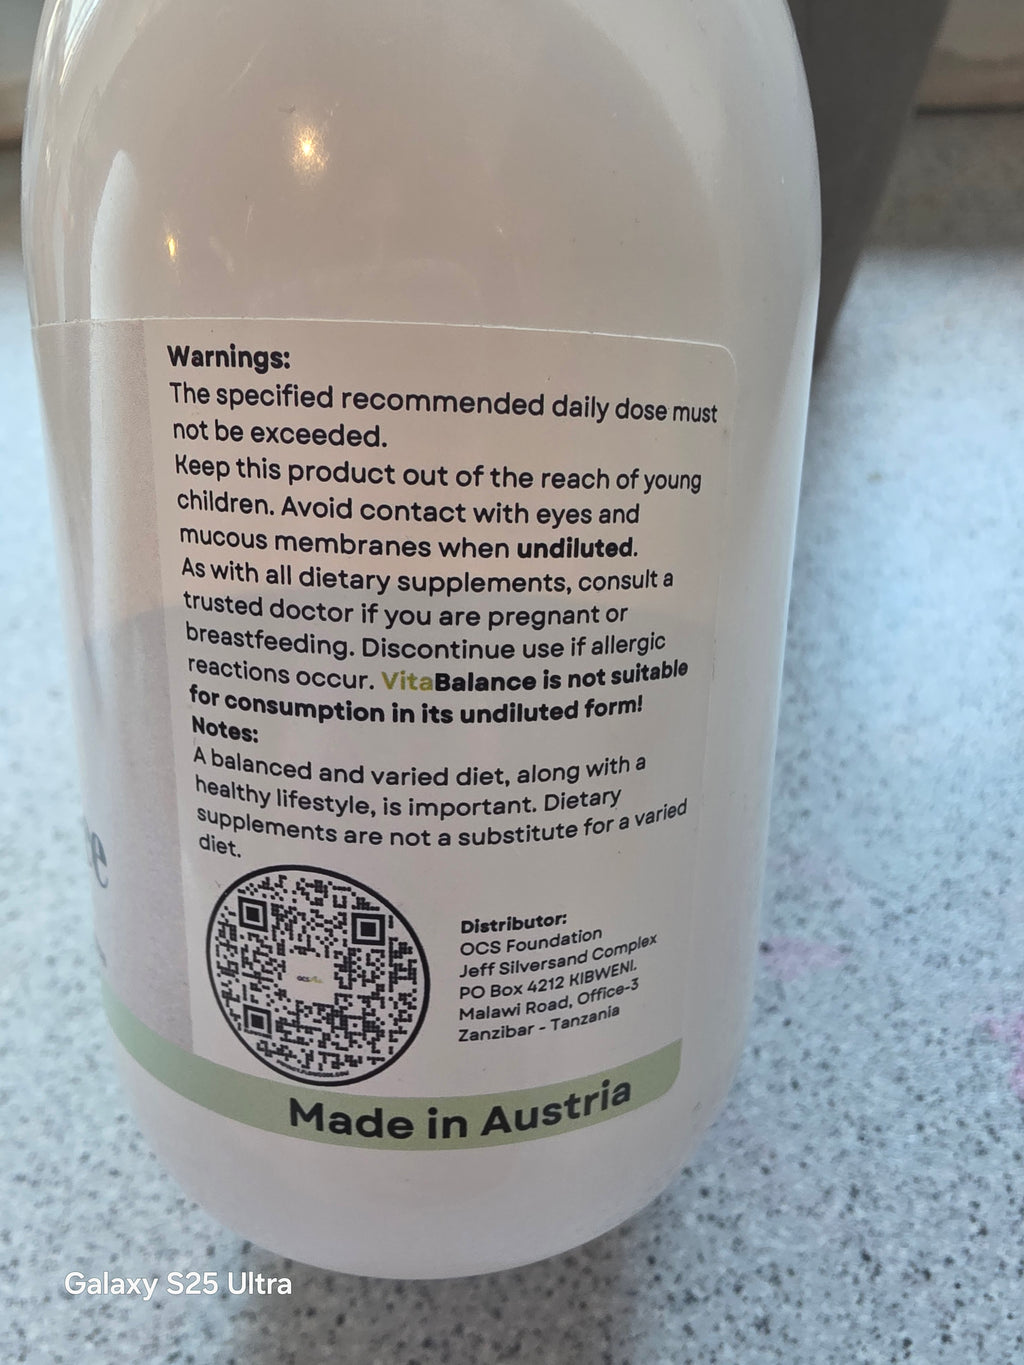 Warnings:
The specified recommended daily dose must
not be exceeded.
Keep this product out of the reach of young
children. Avoid contact with eyes and
mucous membranes when undiluted.
As with all dietary supplements, consult a
trusted doctor if you are pregnant or
breastfeeding. Discontinue use if allergic
reactions occur. VitaBalance is not suitable
for consumption in its undiluted form!
Notes:
A balanced and varied diet, along with a
healthy lifestyle, is important. Dietary
supplements are not a substitute for a varied
diet.
Distributor:
OCS Foundation
Jeff Silversand Complex
PO Box 4212 KIBWENI.
Malawi Road, Office-3
Zanzibar - Tanzania
Made in Austria
Galaxy S25 Ultra